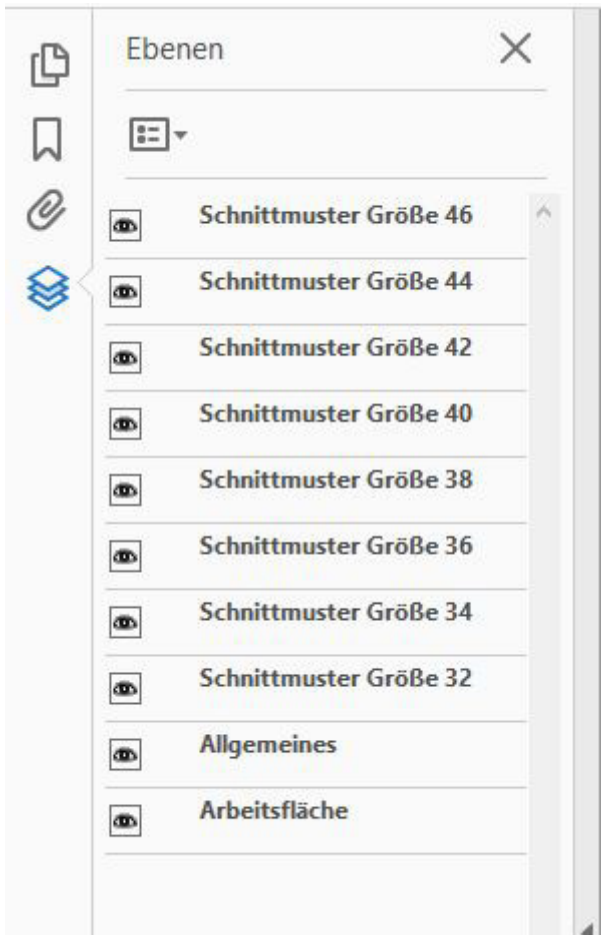 Ebenen
Schnittmuster Größe 46
Schnittmuster Größe 44
Schnittmuster Größe 42
Schnittmuster Größe 40
Schnittmuster Größe 38
Schnittmuster Größe 36
Schnittmuster Größe 34
Schnittmuster Größe 32
Allgemeines
Arbeitsfläche